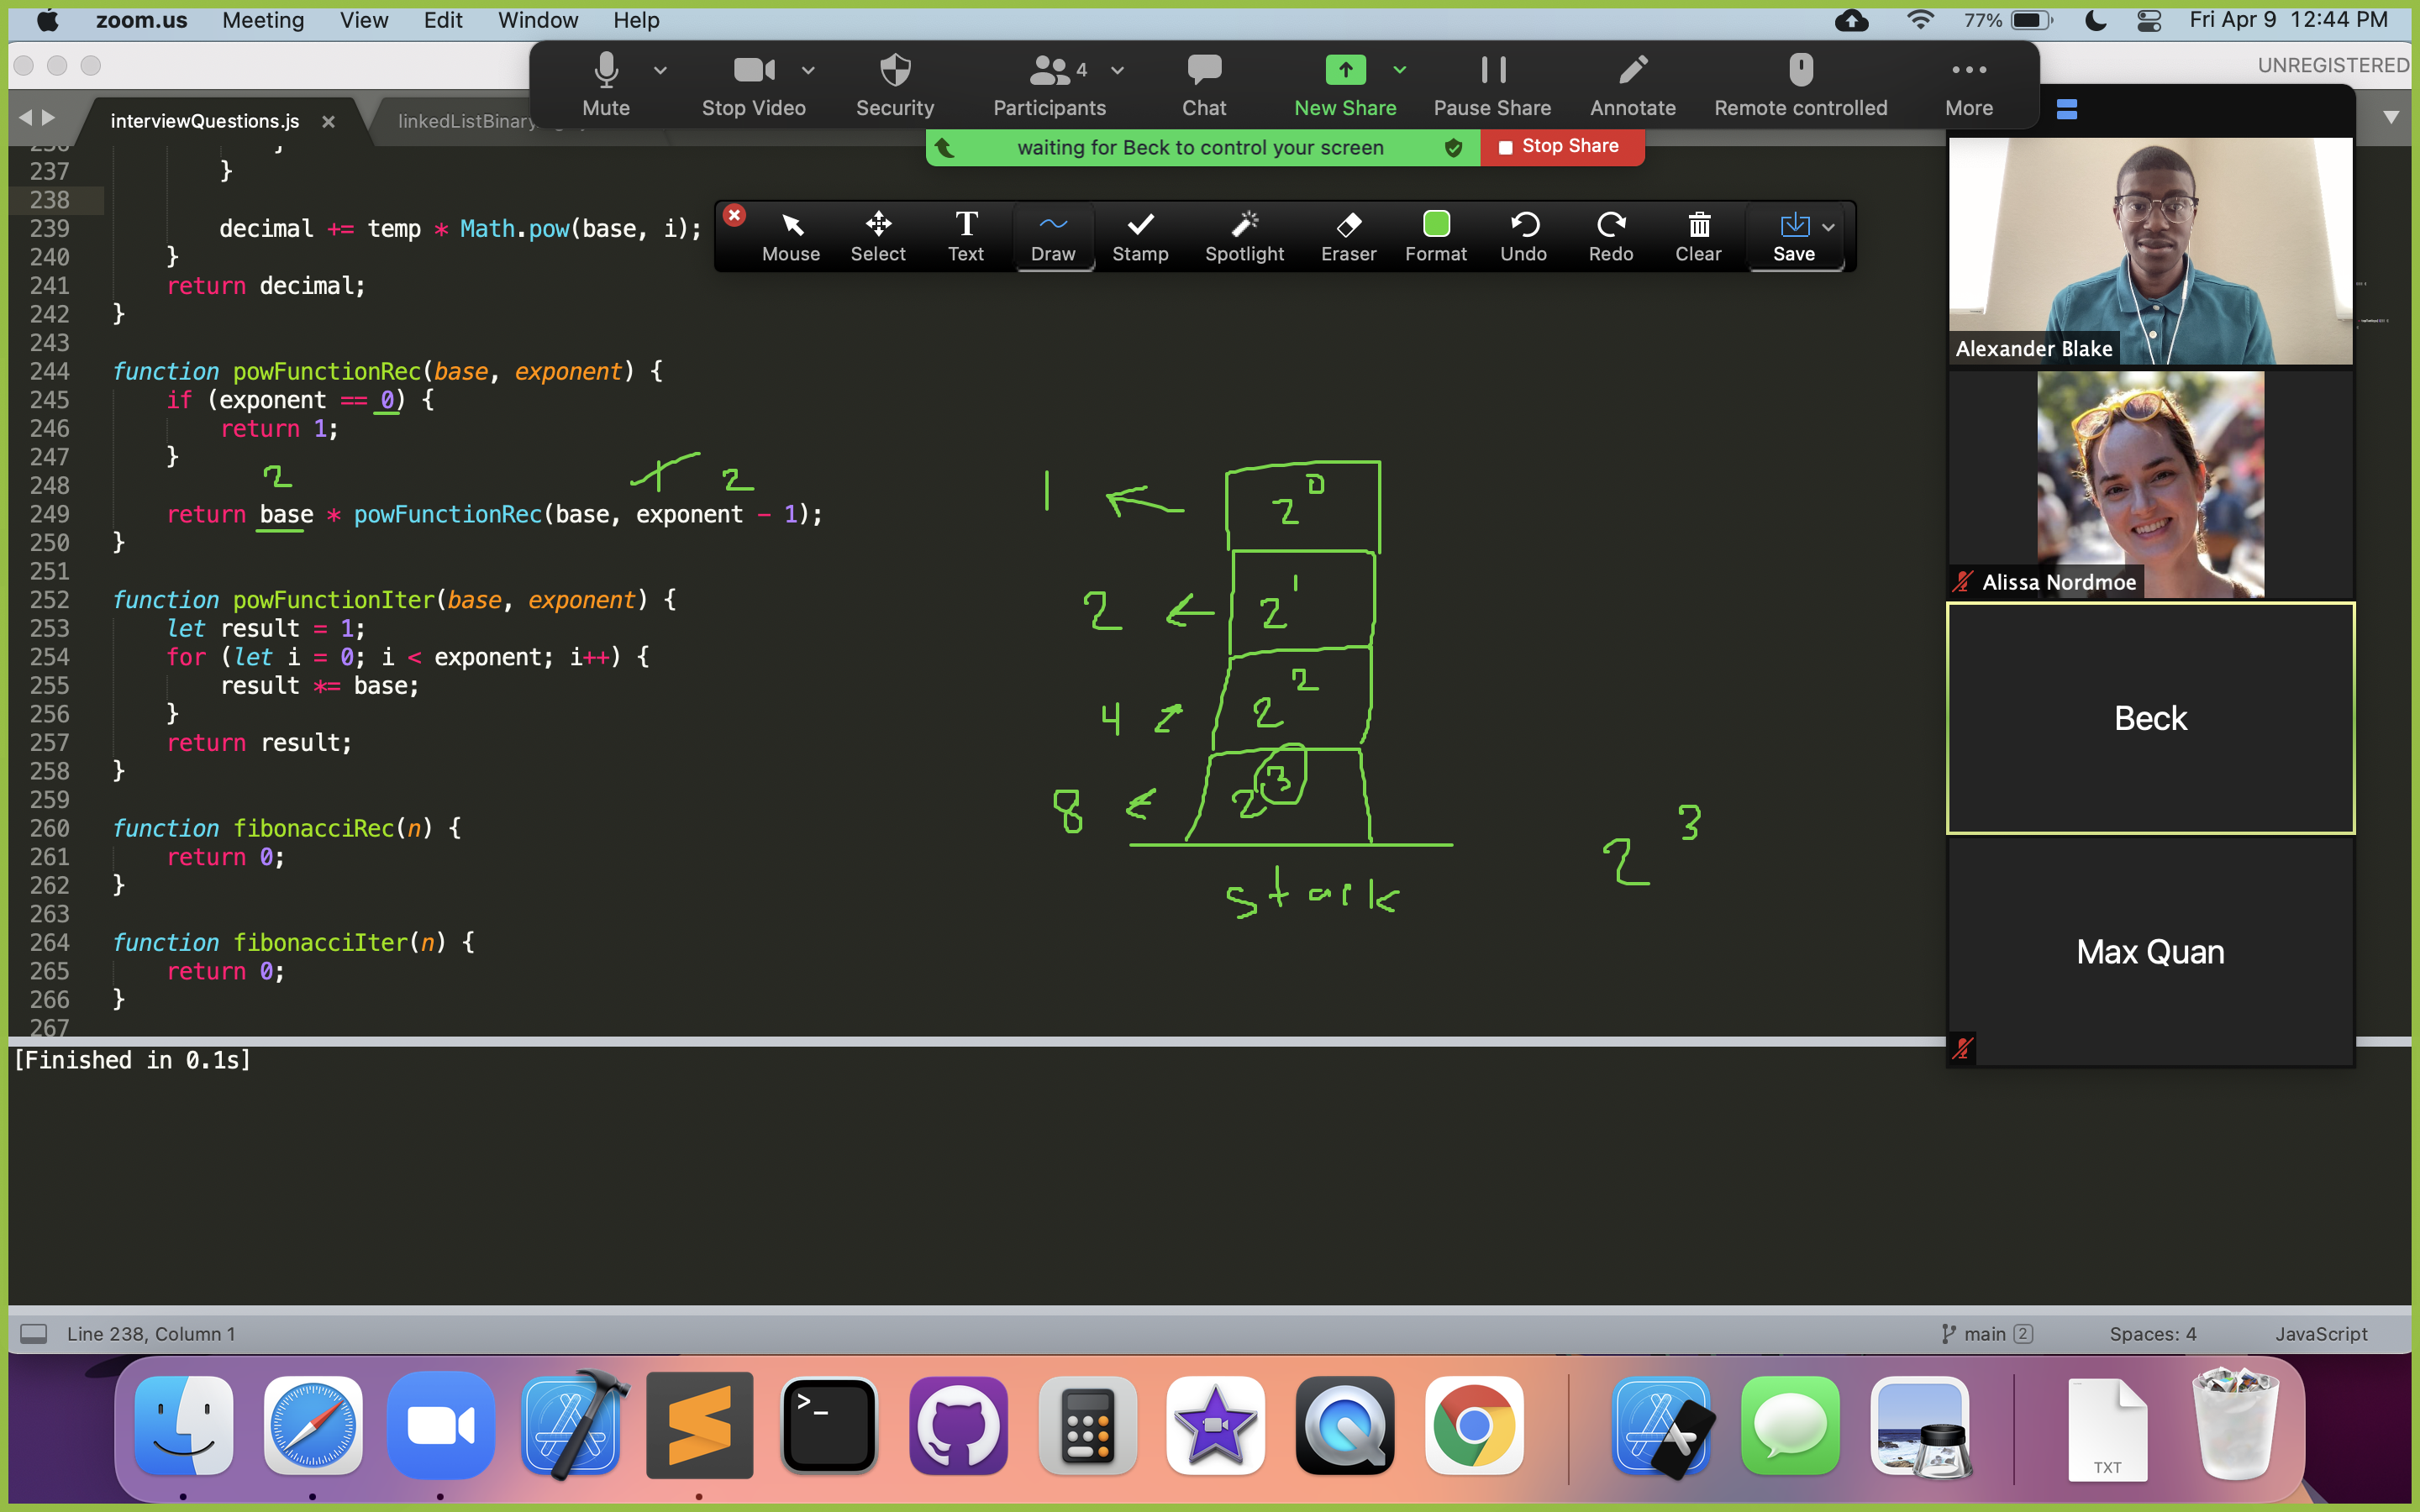 zoom.us Meeting View Edit Window Help 77% Fri Apr 9 12:44 PM
UNREGISTERED
Mute Stop Video Security Participants 4 Chat New Share Pause Share Annotate Remote controlled More
interviewQuestions.js × linkedListBinary
waiting for Beck to control your screen Stop Share
Mouse Select Text Draw Stamp Spotlight Eraser Format Undo Redo Clear Save
236 }
237 }
238
239 decimal += temp * Math.pow(base, i);
240 }
241 return decimal;
242 }
243
244 function powFunctionRec(base, exponent) {
245 if (exponent == 0) {
246 return 1;
247 }
248
249 return base * powFunctionRec(base, exponent - 1);
250 }
251
252 function powFunctionIter(base, exponent) {
253 let result = 1;
254 for (let i = 0; i < exponent; i++) {
255 result *= base;
256 }
257 return result;
258 }
259
260 function fibonacciRec(n) {
261 return 0;
262 }
263
264 function fibonacciIter(n) {
265 return 0;
266 }
267
2 2
1 ← 2^0
2 ← 2^1
4 2^2
8 ← 2^3
stack
2^3
Alexander Blake
Alissa Nordmoe
Beck
Max Quan
[Finished in 0.1s]
Line 238, Column 1 main 2 Spaces: 4 JavaScript
>_
TXT